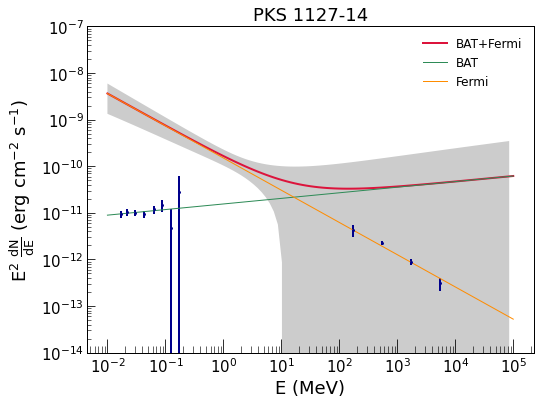 PKS 1127-14
BAT+Fermi
BAT
Fermi
E² dN/dE (erg cm⁻² s⁻¹)
10⁻⁷
10⁻⁸
10⁻⁹
10⁻¹⁰
10⁻¹¹
10⁻¹²
10⁻¹³
10⁻¹⁴
10⁻² 10⁻¹ 10⁰ 10¹ 10² 10³ 10⁴ 10⁵
E (MeV)